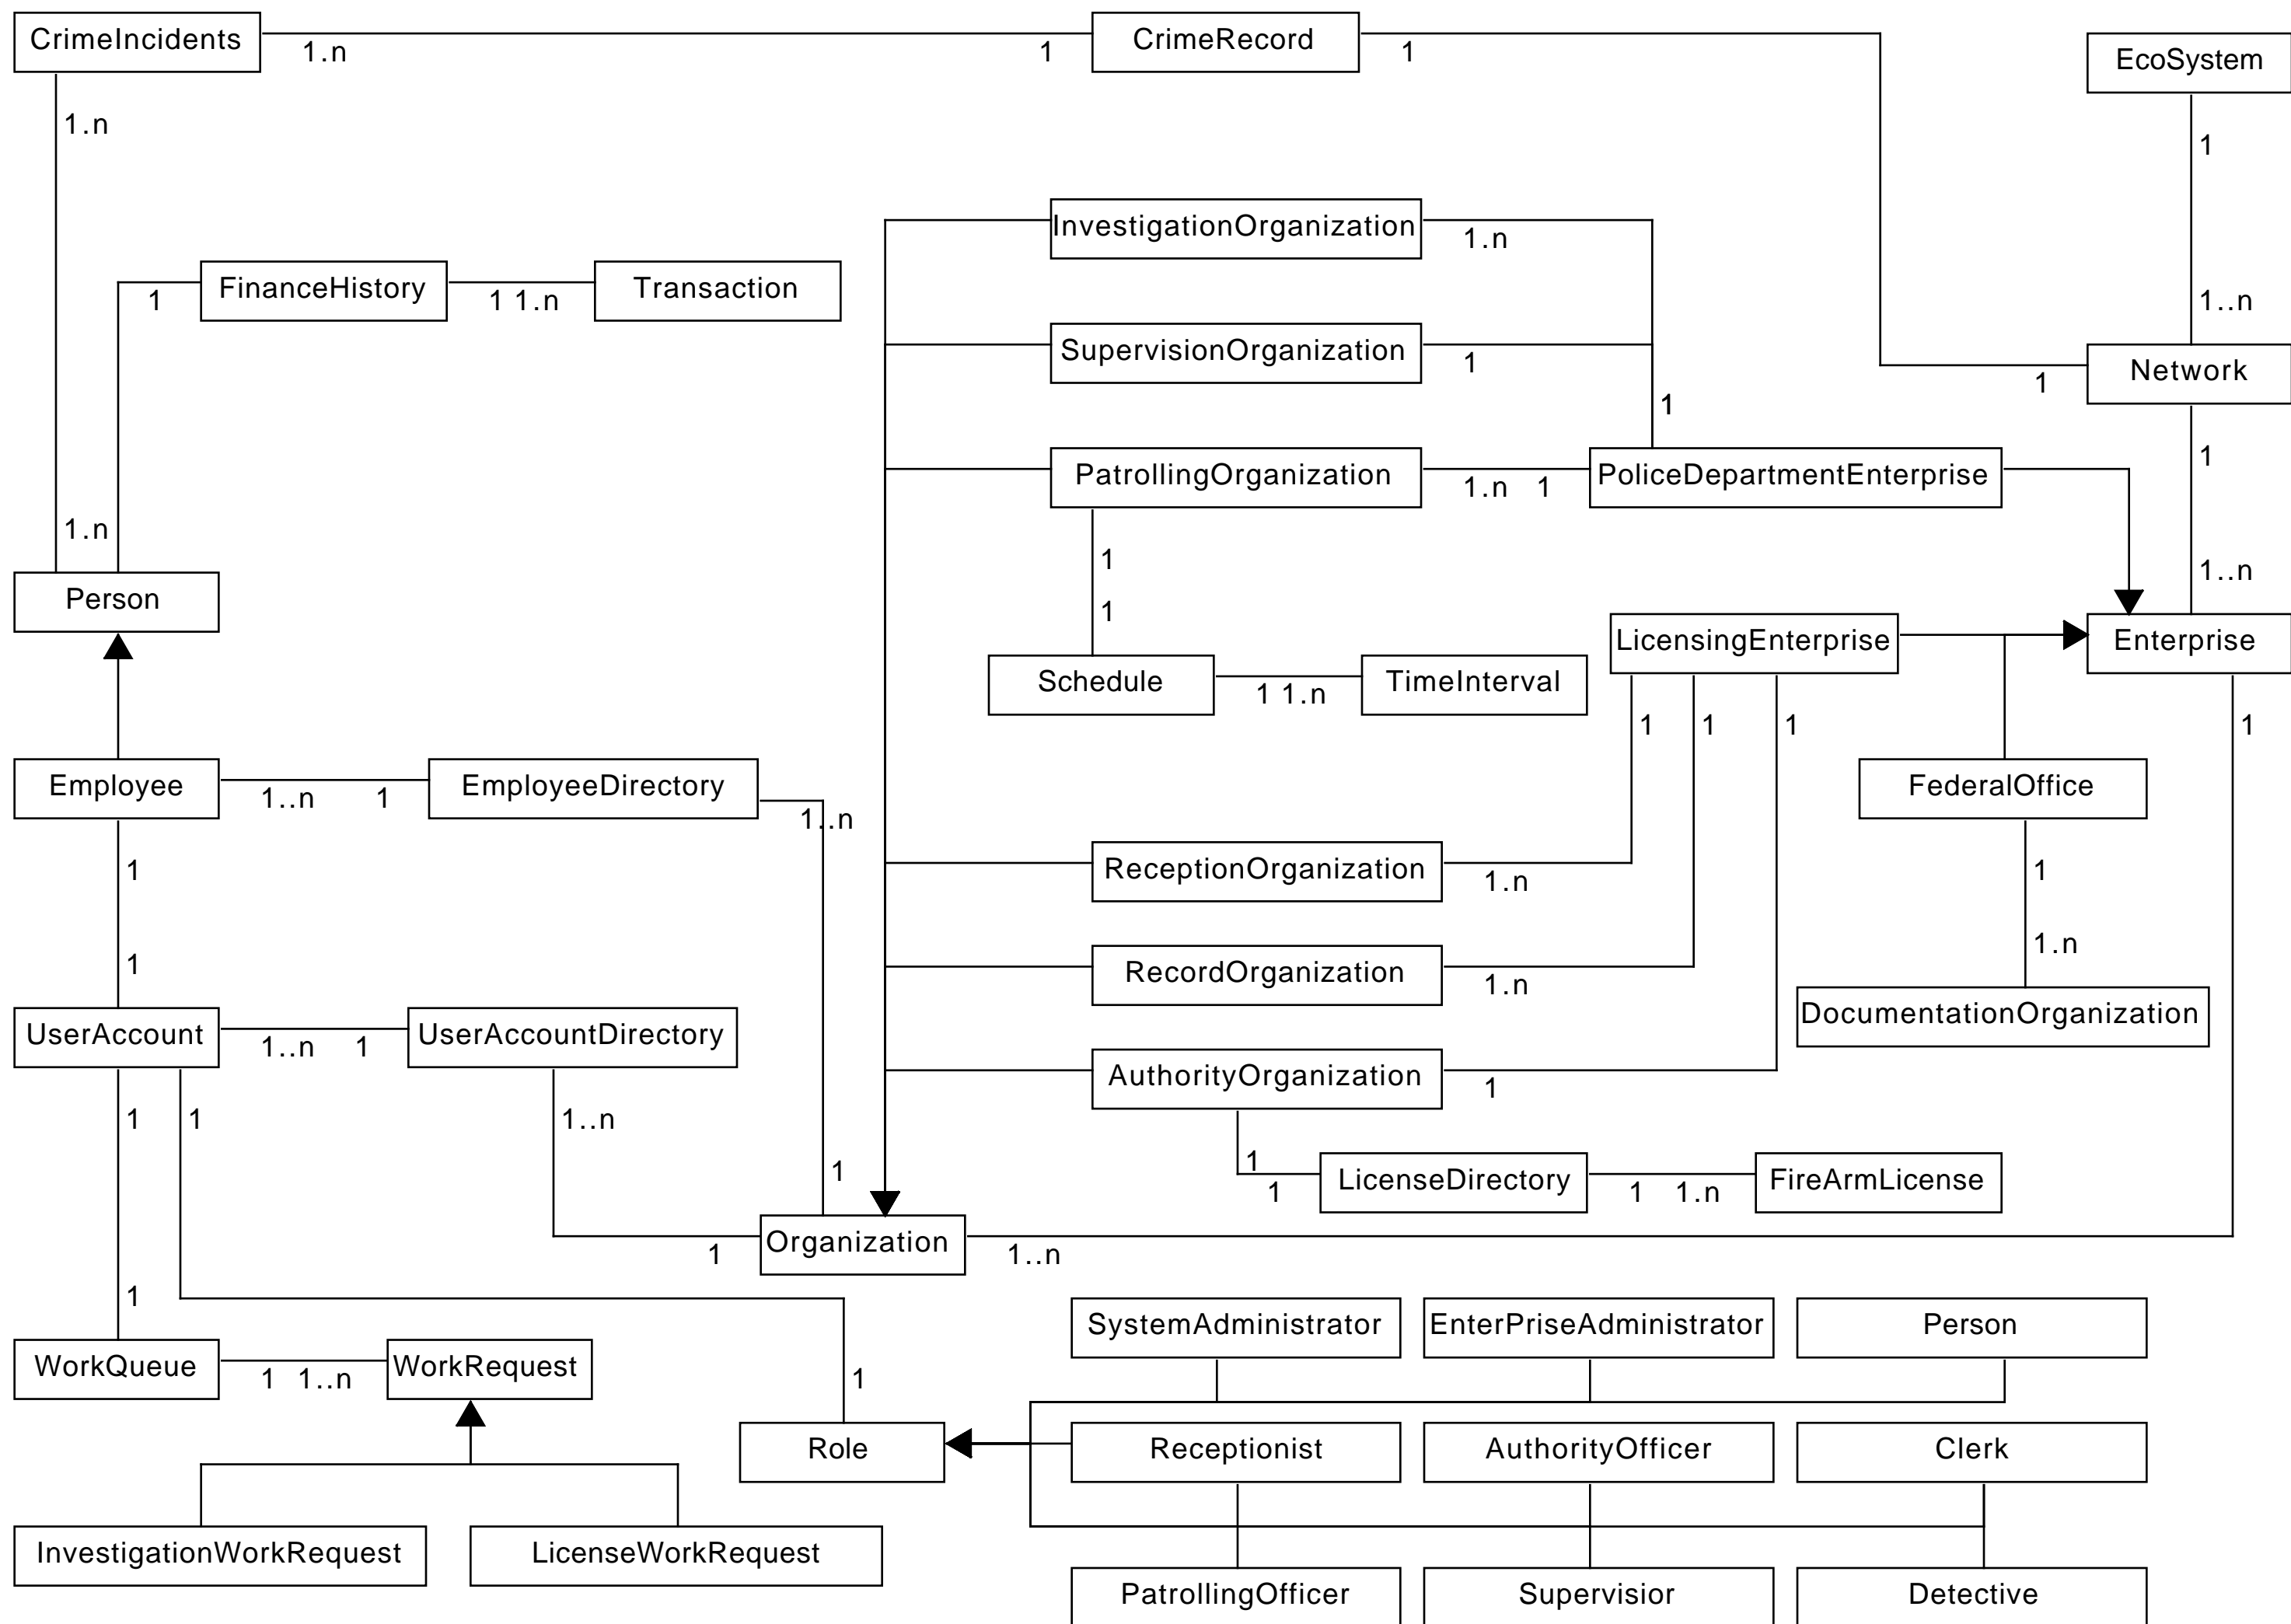 CrimeIncidents
1.n
1
CrimeRecord
1
EcoSystem
1.n
1
InvestigationOrganization
1.n
FinanceHistory
Transaction
1
1 1.n
1..n
SupervisionOrganization
1
Network
1
1
PatrollingOrganization
1.n 1
PoliceDepartmentEnterprise
1
1.n
1
1..n
Person
1
LicensingEnterprise
Enterprise
Schedule
1 1.n
TimeInterval
1
1
1
1
Employee
1..n
1
EmployeeDirectory
1..n
FederalOffice
1
ReceptionOrganization
1.n
1
1
1.n
RecordOrganization
1.n
UserAccount
1..n
1
UserAccountDirectory
DocumentationOrganization
AuthorityOrganization
1
1
1
1..n
1
1
LicenseDirectory
1
1
1.n
FireArmLicense
Organization
1
1..n
1
SystemAdministrator
EnterPriseAdministrator
Person
WorkQueue
1 1..n
WorkRequest
1
Role
Receptionist
AuthorityOfficer
Clerk
InvestigationWorkRequest
LicenseWorkRequest
PatrollingOfficer
Supervisior
Detective